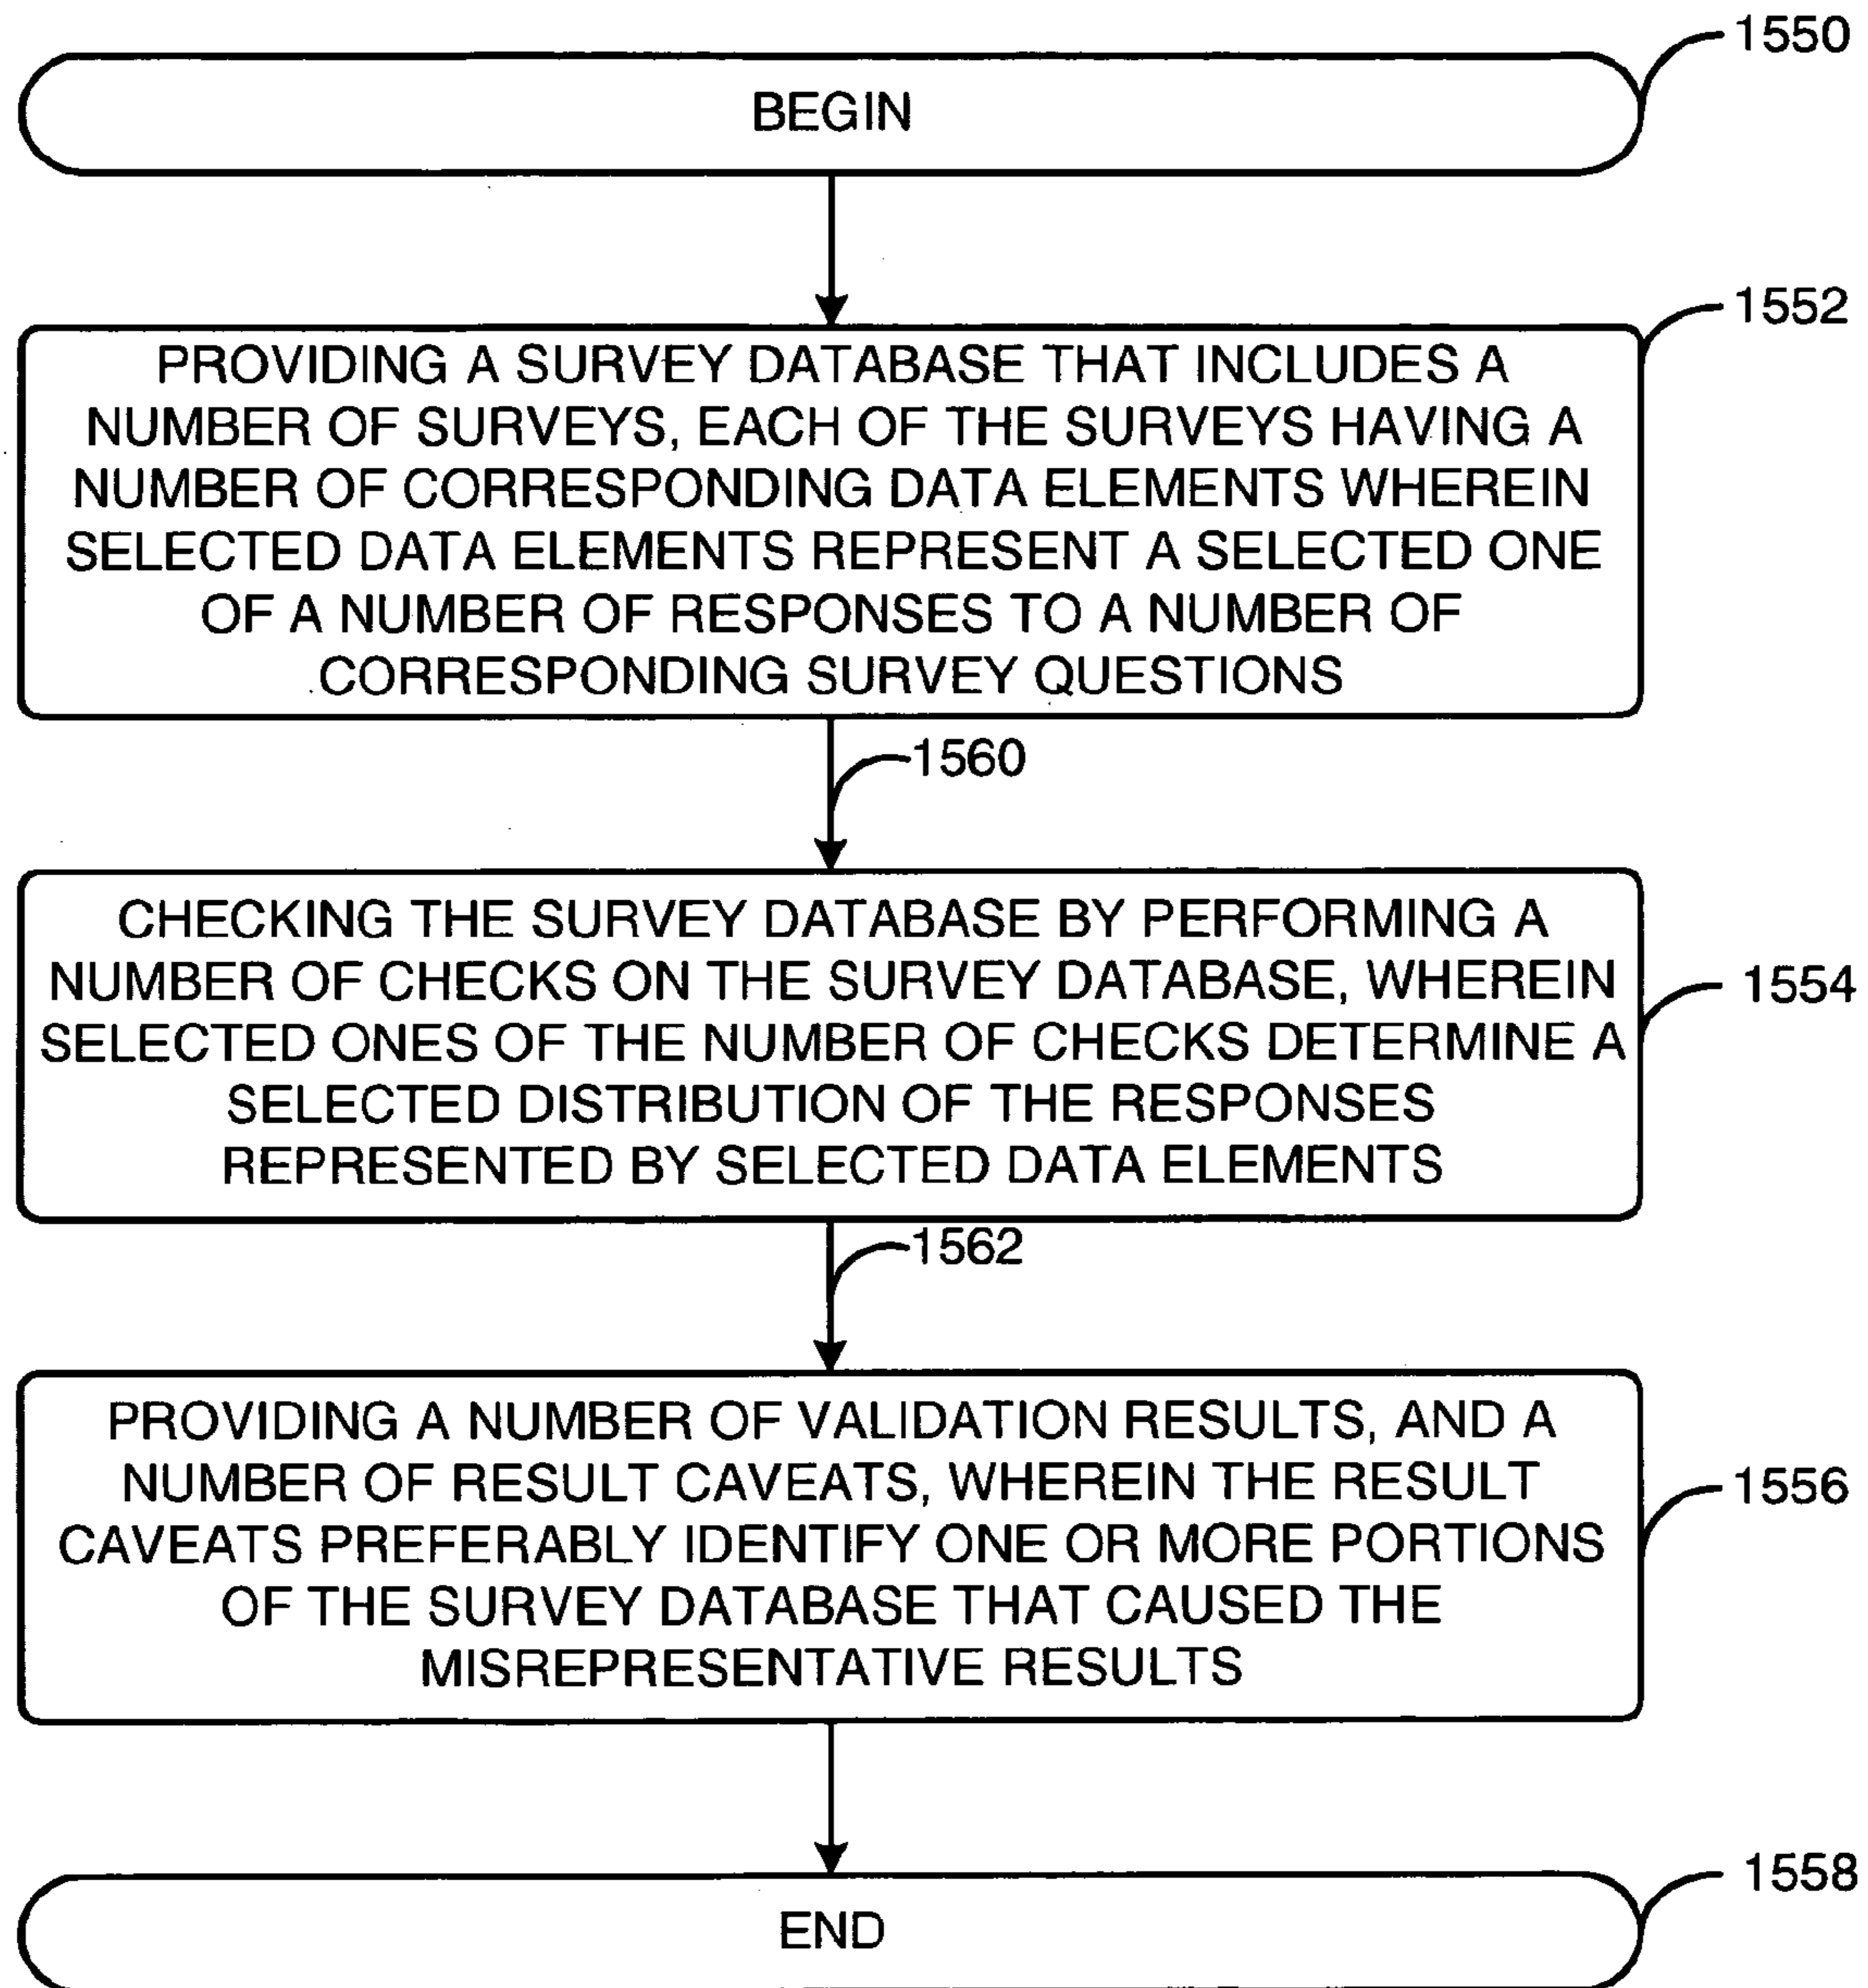 1550
BEGIN
1552
PROVIDING A SURVEY DATABASE THAT INCLUDES A
NUMBER OF SURVEYS, EACH OF THE SURVEYS HAVING A
NUMBER OF CORRESPONDING DATA ELEMENTS WHEREIN
SELECTED DATA ELEMENTS REPRESENT A SELECTED ONE
OF A NUMBER OF RESPONSES TO A NUMBER OF
CORRESPONDING SURVEY QUESTIONS
1560
CHECKING THE SURVEY DATABASE BY PERFORMING A
NUMBER OF CHECKS ON THE SURVEY DATABASE, WHEREIN
1554
SELECTED ONES OF THE NUMBER OF CHECKS DETERMINE A
SELECTED DISTRIBUTION OF THE RESPONSES
REPRESENTED BY SELECTED DATA ELEMENTS
1562
PROVIDING A NUMBER OF VALIDATION RESULTS, AND A
NUMBER OF RESULT CAVEATS, WHEREIN THE RESULT
1556
CAVEATS PREFERABLY IDENTIFY ONE OR MORE PORTIONS
OF THE SURVEY DATABASE THAT CAUSED THE
MISREPRESENTATIVE RESULTS
1558
END